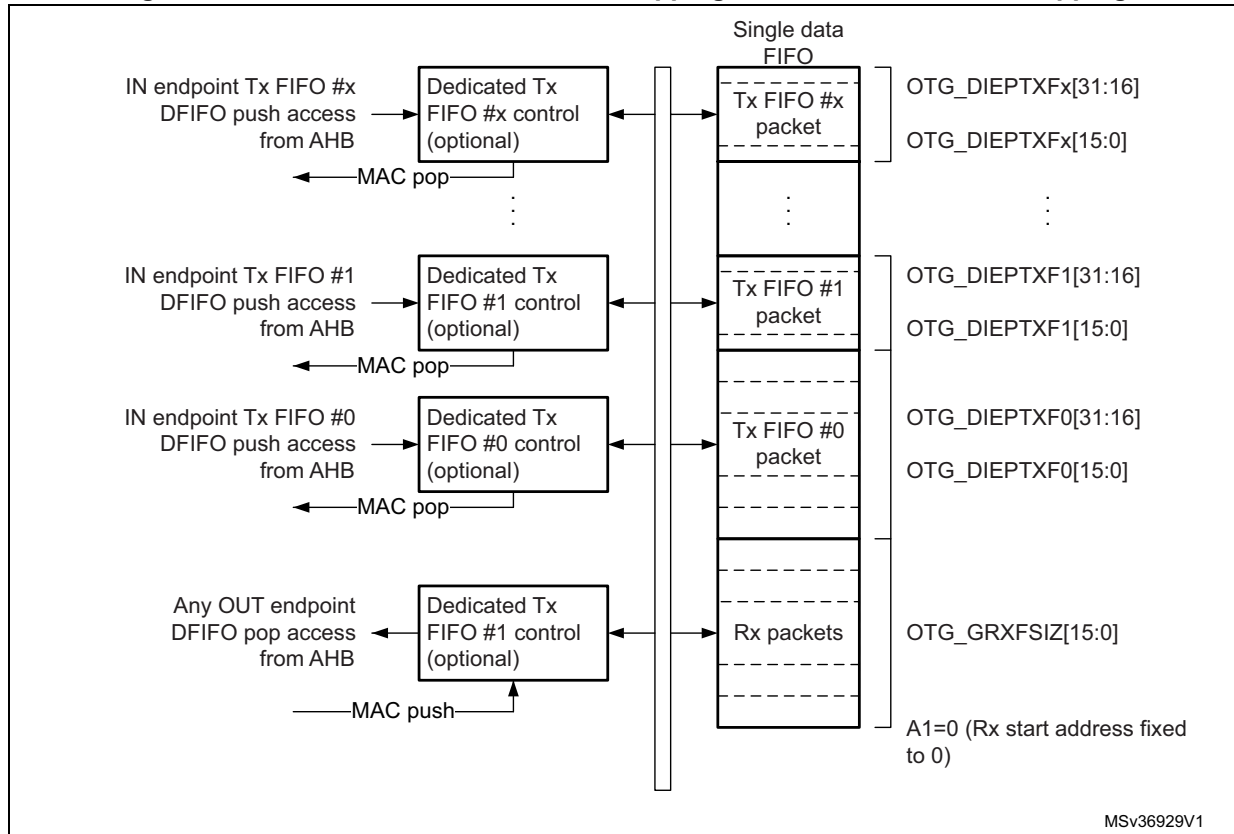 Single data
FIFO
IN endpoint Tx FIFO #x
DFIFO push access
from AHB
Dedicated Tx
FIFO #x control
(optional)
Tx FIFO #x
packet
OTG_DIEPTXFx[31:16]
OTG_DIEPTXFx[15:0]
MAC pop
IN endpoint Tx FIFO #1
DFIFO push access
from AHB
Dedicated Tx
FIFO #1 control
(optional)
Tx FIFO #1
packet
OTG_DIEPTXF1[31:16]
OTG_DIEPTXF1[15:0]
MAC pop
IN endpoint Tx FIFO #0
DFIFO push access
from AHB
Dedicated Tx
FIFO #0 control
(optional)
Tx FIFO #0
packet
OTG_DIEPTXF0[31:16]
OTG_DIEPTXF0[15:0]
MAC pop
Any OUT endpoint
DFIFO pop access
from AHB
Dedicated Tx
FIFO #1 control
(optional)
Rx packets
OTG_GRXFSIZ[15:0]
MAC push
A1=0 (Rx start address fixed
to 0)
MSv36929V1